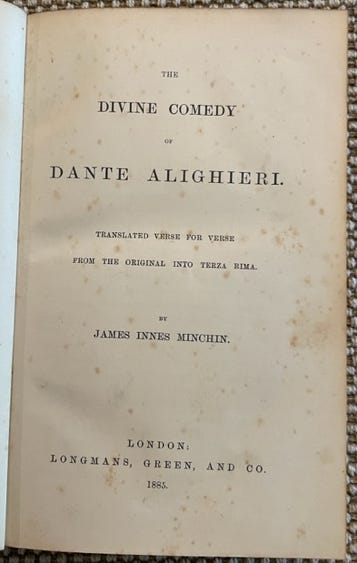 THE
DIVINE COMEDY
OF
DANTE ALIGHIERI.
TRANSLATED VERSE FOR VERSE
FROM THE ORIGINAL INTO TERZA RIMA.
BY
JAMES INNES MINCHIN.
LONDON:
LONGMANS, GREEN, AND CO.
1885.